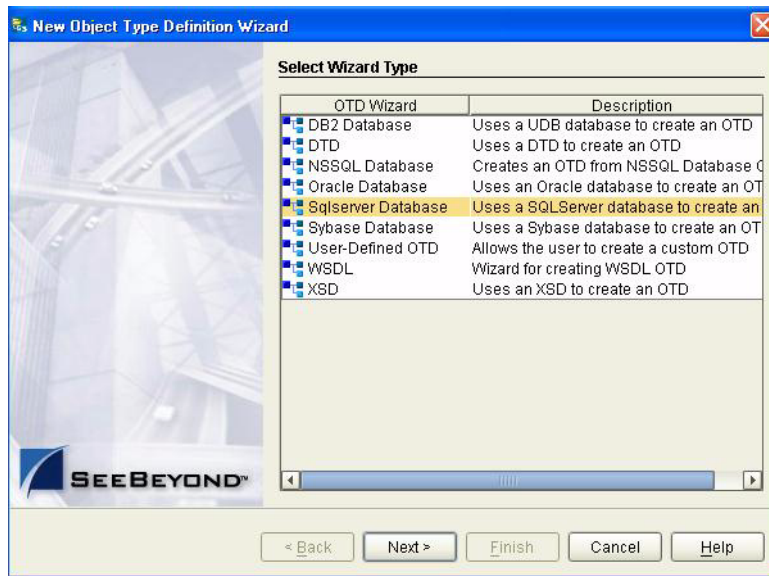 New Object Type Definition Wizard
Select Wizard Type
OTD Wizard Description
DB2 Database Uses a UDB database to create an OTD
DTD Uses a DTD to create an OTD
NSSQL Database Creates an OTD from NSSQL Database
Oracle Database Uses an Oracle database to create an OT
Sqlserver Database Uses a SQLServer database to create an
Sybase Database Uses a Sybase database to create an OT
User-Defined OTD Allows the user to create a custom OTD
WSDL Wizard for creating WSDL OTD
XSD Uses an XSD to create an OTD
SEEBEYOND™
< Back Next > Finish Cancel Help